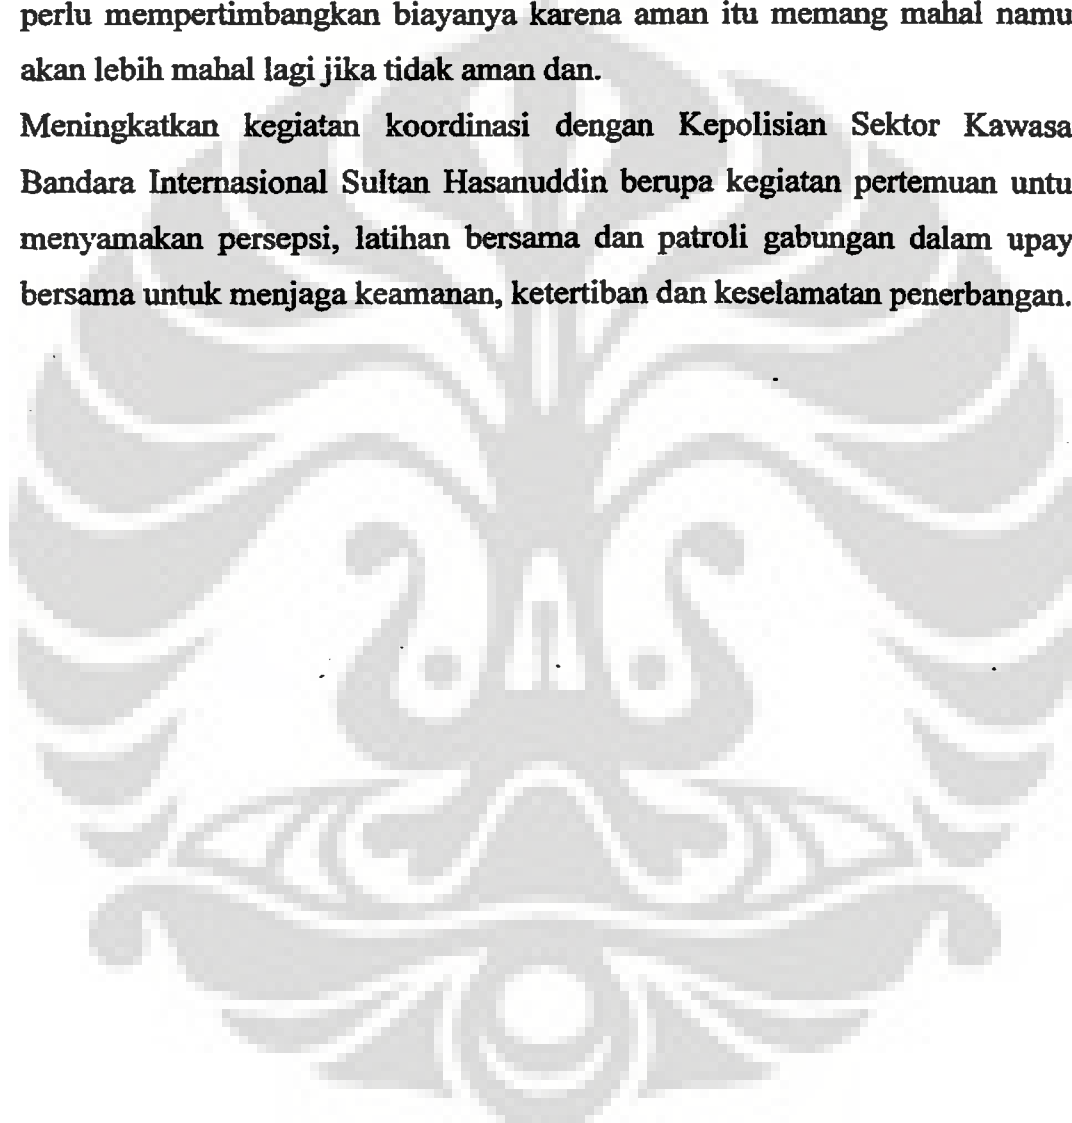 perlu mempertimbangkan biayanya karena aman itu memang mahal namu
akan lebih mahal lagi jika tidak aman dan.
Meningkatkan kegiatan koordinasi dengan Kepolisian Sektor Kawasa
Bandara Internasional Sultan Hasanuddin berupa kegiatan pertemuan untu
menyamakan persepsi, latihan bersama dan patroli gabungan dalam upay
bersama untuk menjaga keamanan, ketertiban dan keselamatan penerbangan.